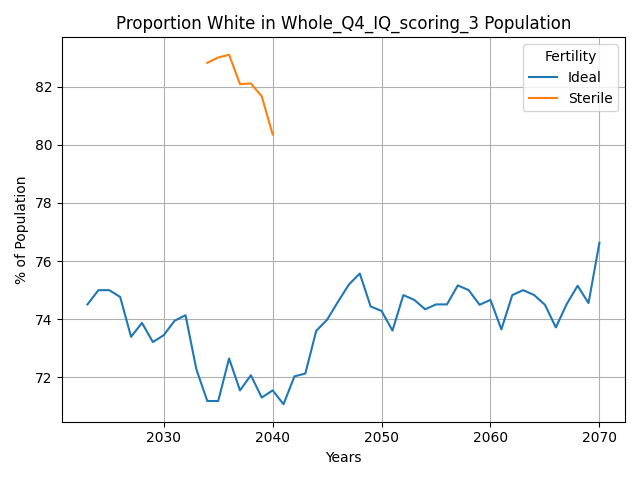 Proportion White in Whole_Q4_IQ_scoring_3 Population
Fertility
Ideal
Sterile
82
80
78
76
74
72
% of Population
2030 2040 2050 2060 2070
Years